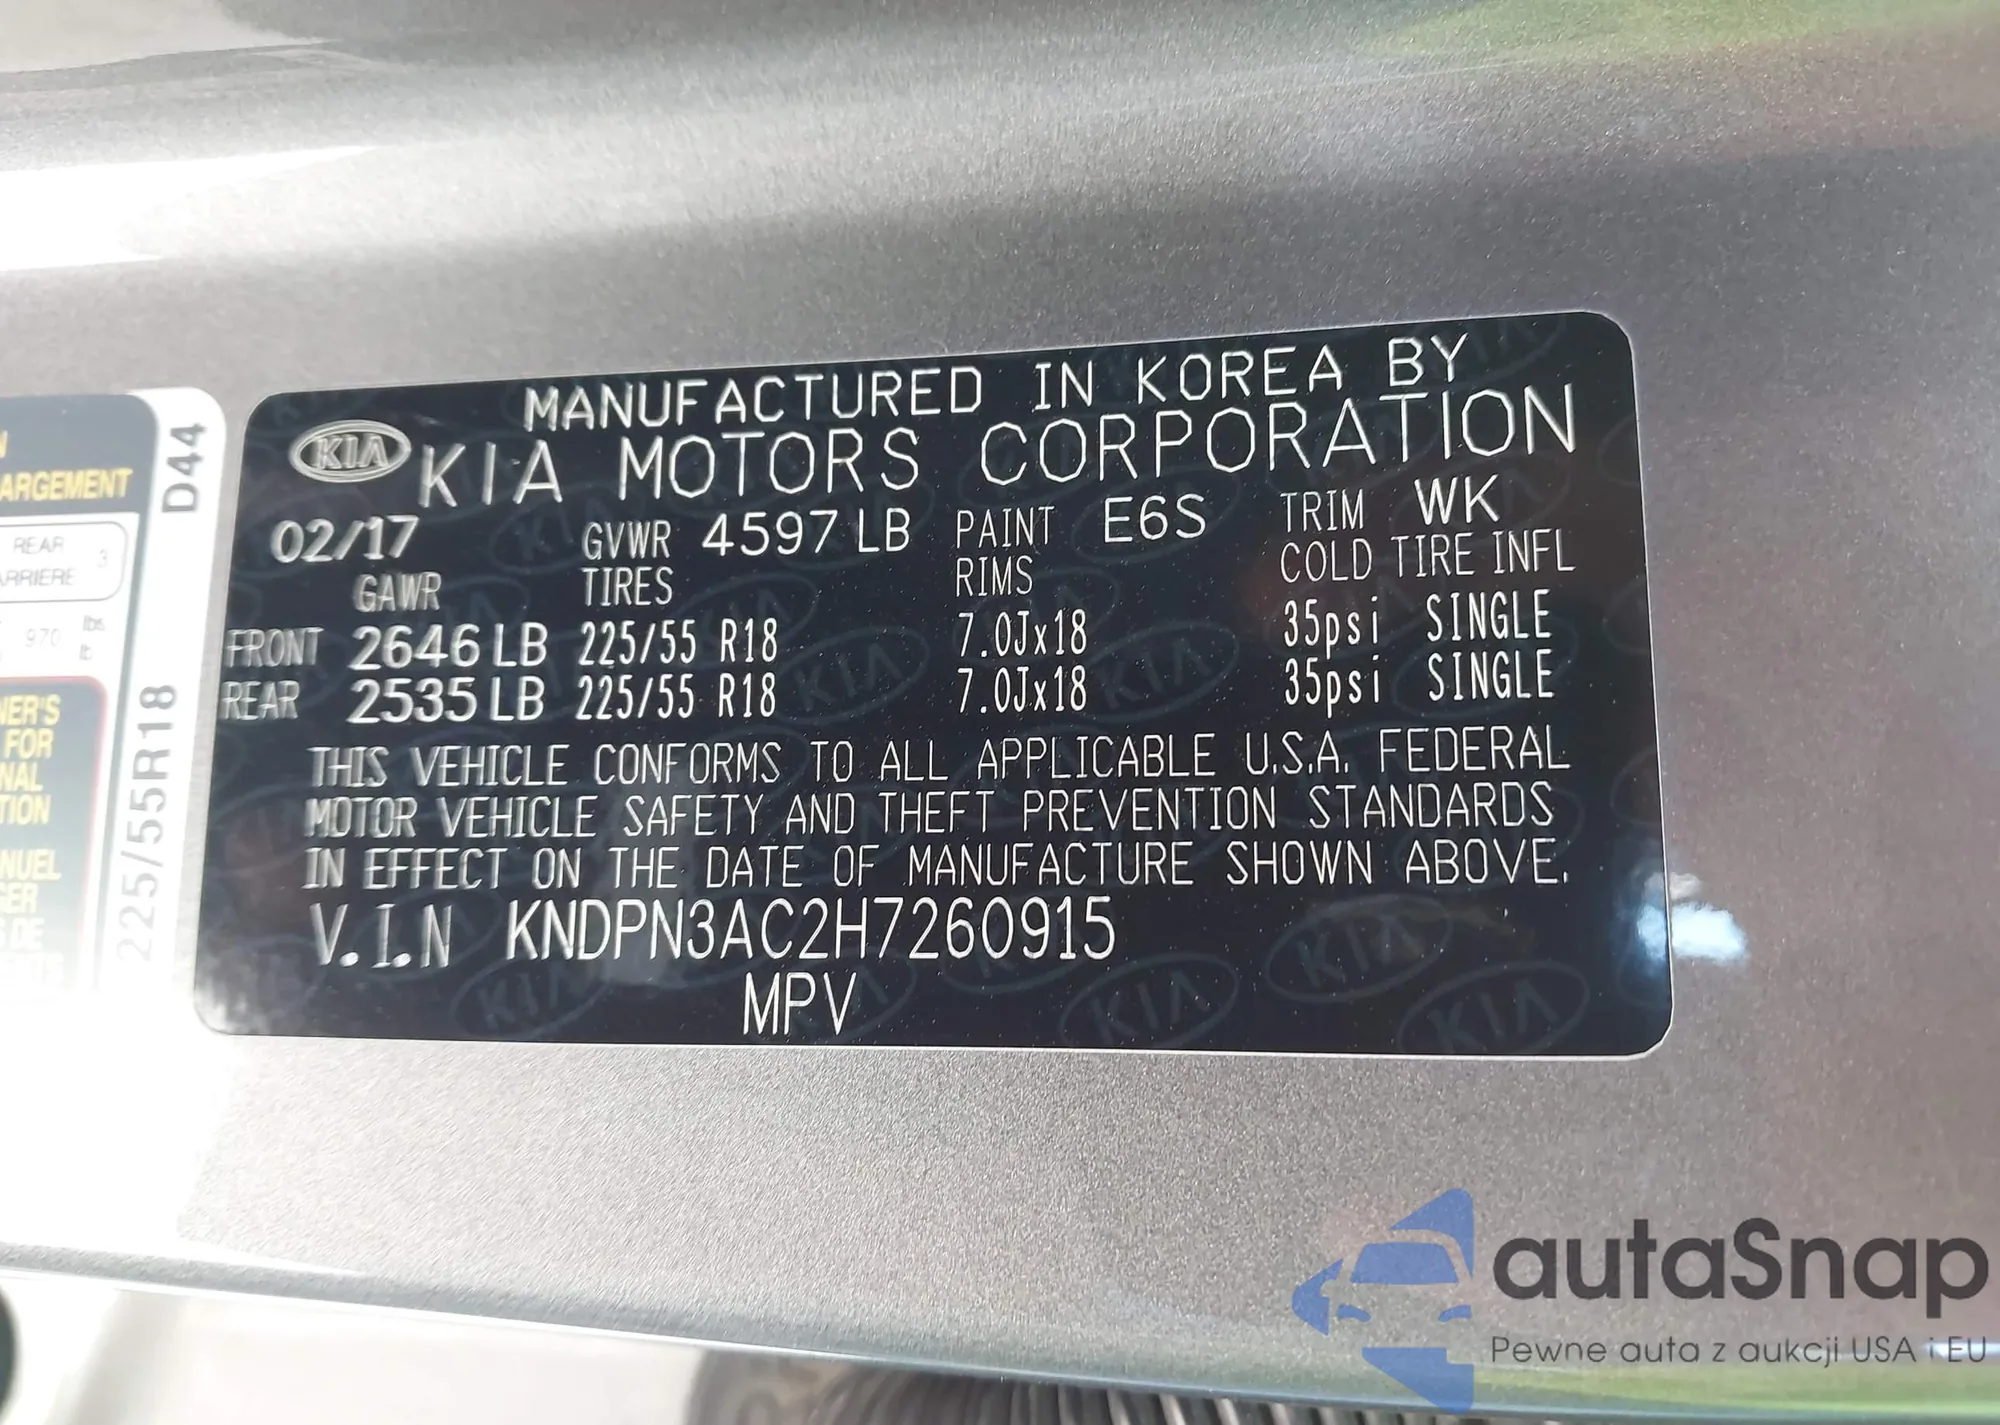 MANUFACTURED IN KOREA BY
KIA KIA MOTORS CORPORATION
02/17 GVWR 4597 LB PAINT E6S TRIM WK
GAWR TIRES RIMS COLD TIRE INFL
FRONT 2646 LB 225/55 R18 7.0Jx18 35psi SINGLE
REAR 2535 LB 225/55 R18 7.0Jx18 35psi SINGLE
THIS VEHICLE CONFORMS TO ALL APPLICABLE U.S.A. FEDERAL
MOTOR VEHICLE SAFETY AND THEFT PREVENTION STANDARDS
IN EFFECT ON THE DATE OF MANUFACTURE SHOWN ABOVE.
V.I.N KNDPN3AC2H7260915
MPV
D44
225/55R18
REAR 3
970 lbs
FOR
autaSnap
Pewne auta z aukcji USA i EU